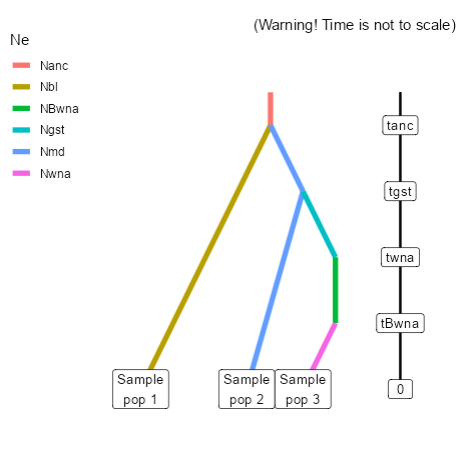 (Warning! Time is not to scale)
Ne
Nanc
Nbl
NBwna
Ngst
Nmd
Nwna
tanc
tgst
twna
tBwna
0
Sample
pop 1
Sample
pop 2
Sample
pop 3